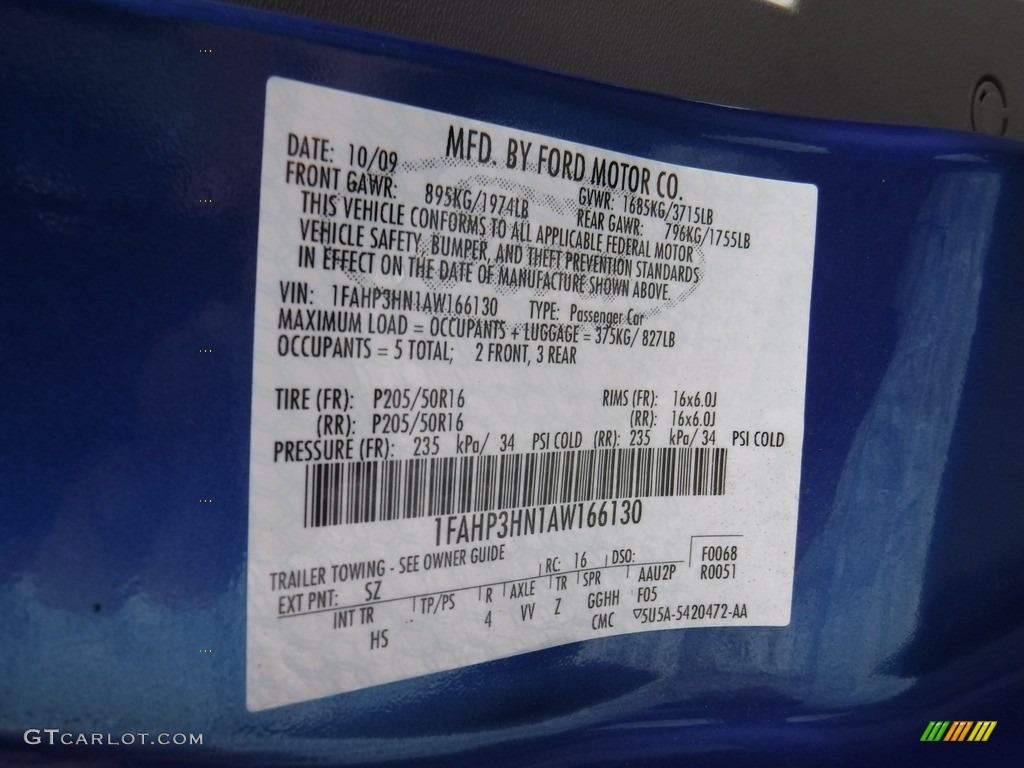 MFD. BY FORD MOTOR CO.
DATE: 10/09 GVWR: 1685KG/3715LB
FRONT GAWR: 895KG/1974LB REAR GAWR: 796KG/1755LB
THIS VEHICLE CONFORMS TO ALL APPLICABLE FEDERAL MOTOR
VEHICLE SAFETY, BUMPER, AND THEFT PREVENTION STANDARDS
IN EFFECT ON THE DATE OF MANUFACTURE SHOWN ABOVE.
VIN: 1FAHP3HN1AW166130 TYPE: Passenger Car
MAXIMUM LOAD = OCCUPANTS + LUGGAGE = 375KG/ 827LB
OCCUPANTS = 5 TOTAL; 2 FRONT, 3 REAR
TIRE (FR): P205/50R16 RIMS (FR): 16x6.0J
(RR): P205/50R16 (RR): 16x6.0J
PRESSURE (FR): 235 kPa/ 34 PSI COLD (RR): 235 kPa/ 34 PSI COLD
1FAHP3HN1AW166130
TRAILER TOWING - SEE OWNER GUIDE
EXT PNT: SZ RC: 16 DSO: F0068
INT TR TP/PS R AXLE TR SPR AAU2P R0051
HS 4 VV Z GGHH F05
CMC 5U5A-5420472-AA
GTCARLOT.COM